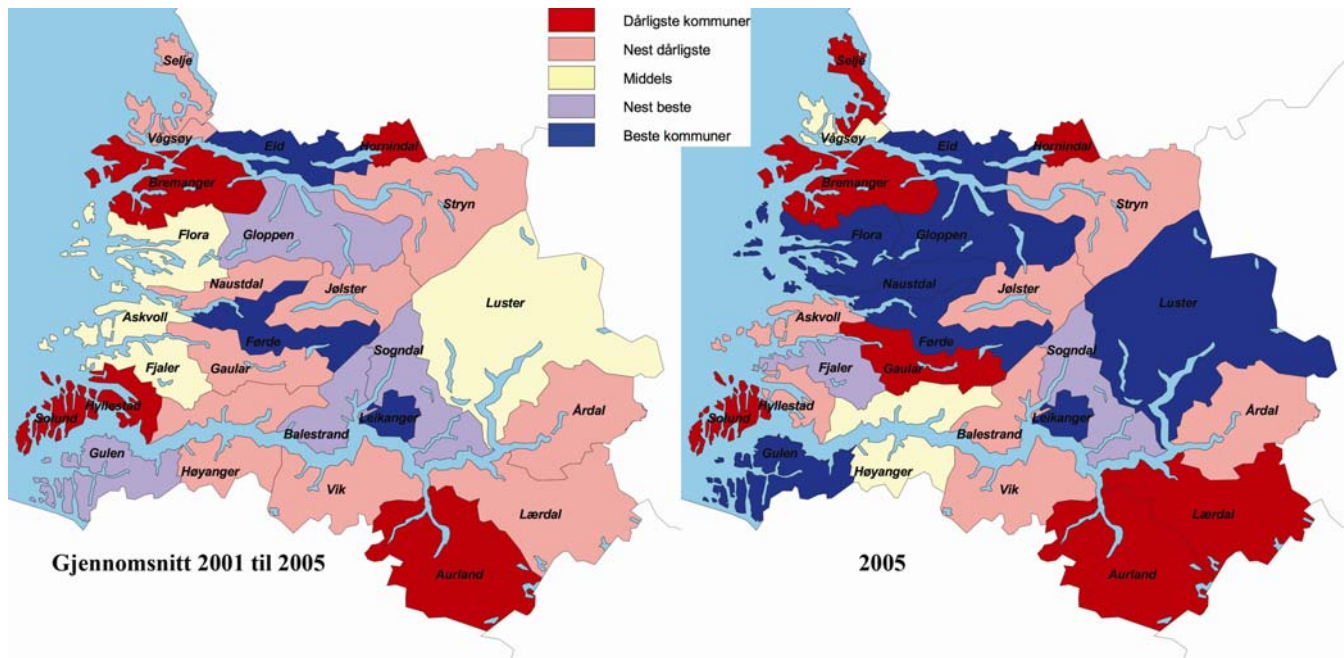 Dårligste kommuner
Nest dårligste
Middels
Nest beste
Beste kommuner
Selje
Vågsøy
Eid
Hornindal
Bremanger
Stryn
Flora
Gloppen
Naustdal
Jølster
Luster
Askvoll
Førde
Sogndal
Fjaler
Gaular
Hyllestad
Solund
Leikanger
Årdal
Balestrand
Gulen
Høyanger
Vik
Lærdal
Aurland
Gjennomsnitt 2001 til 2005
Selje
Vågsøy
Eid
Hornindal
Bremanger
Stryn
Flora
Gloppen
Naustdal
Jølster
Luster
Askvoll
Førde
Sogndal
Fjaler
Gaular
Hyllestad
Solund
Leikanger
Årdal
Balestrand
Gulen
Høyanger
Vik
Lærdal
Aurland
2005